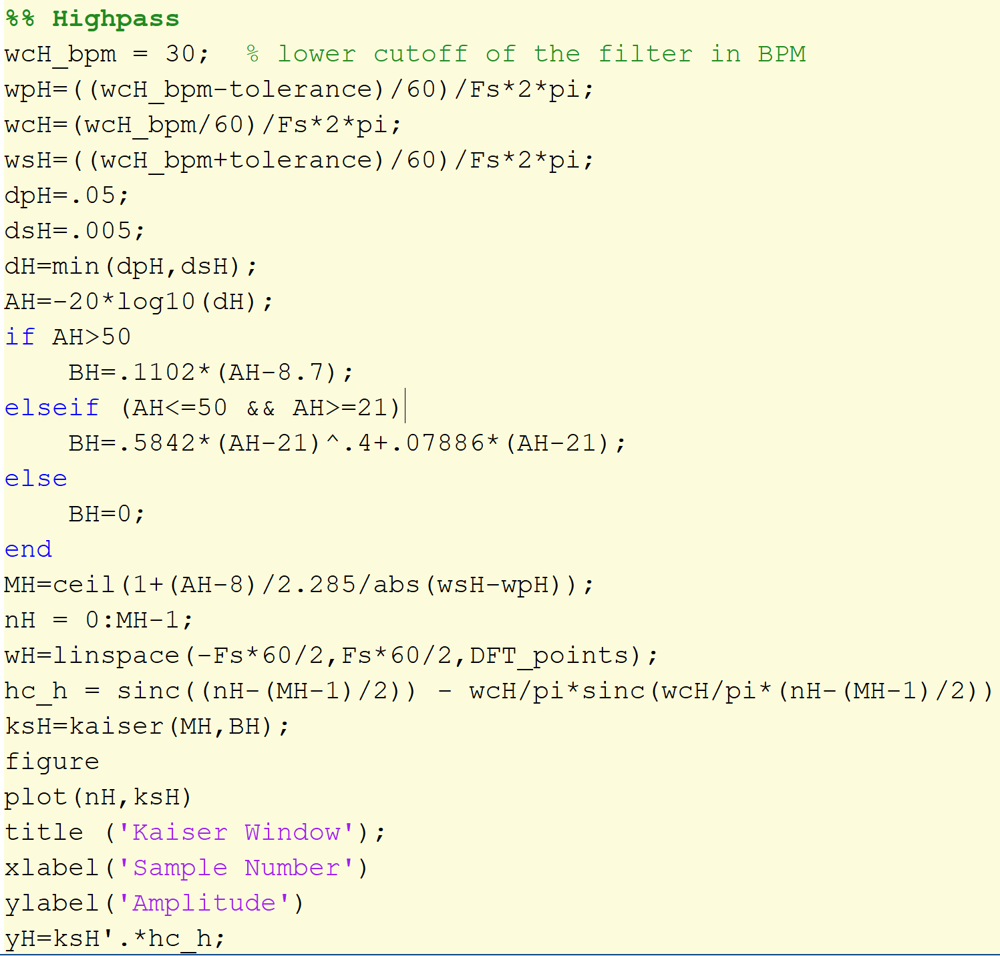 %% Highpass
wcH_bpm = 30;  % lower cutoff of the filter in BPM
wpH=((wcH_bpm-tolerance)/60)/Fs*2*pi;
wcH=(wcH_bpm/60)/Fs*2*pi;
wsH=((wcH_bpm+tolerance)/60)/Fs*2*pi;
dpH=.05;
dsH=.005;
dH=min(dpH,dsH);
AH=-20*log10(dH);
if AH>50
    BH=.1102*(AH-8.7);
elseif (AH<=50 && AH>=21)
    BH=.5842*(AH-21)^.4+.07886*(AH-21);
else
    BH=0;
end
MH=ceil(1+(AH-8)/2.285/abs(wsH-wpH));
nH = 0:MH-1;
wH=linspace(-Fs*60/2,Fs*60/2,DFT_points);
hc_h = sinc((nH-(MH-1)/2)) - wcH/pi*sinc(wcH/pi*(nH-(MH-1)/2))
ksH=kaiser(MH,BH);
figure
plot(nH,ksH)
title ('Kaiser Window');
xlabel('Sample Number')
ylabel('Amplitude')
yH=ksH'.*hc_h;